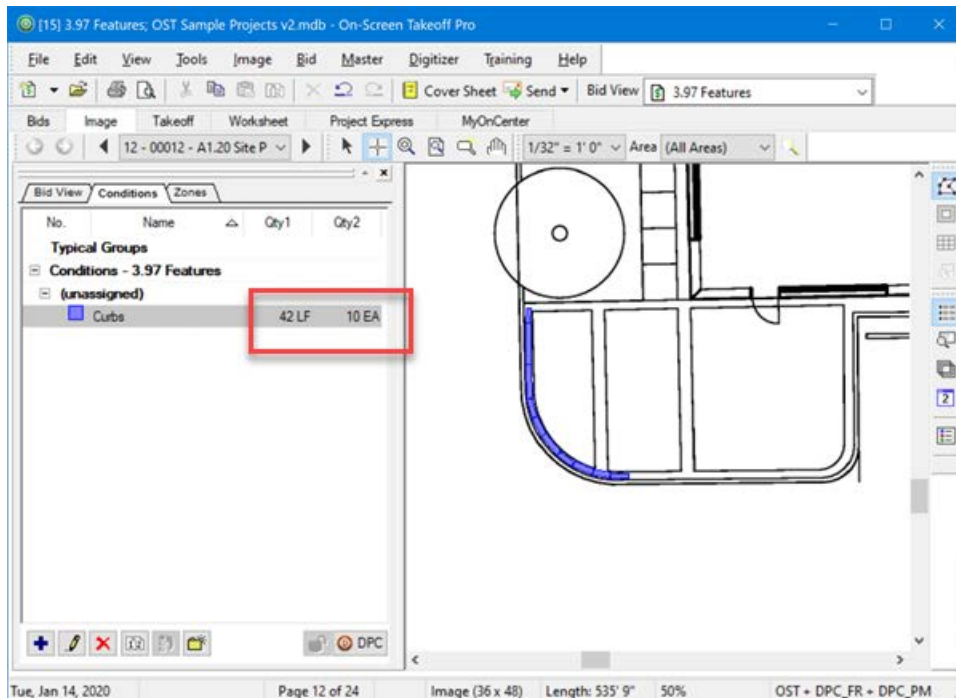 [15] 3.97 Features; OST Sample Projects v2.mdb - On-Screen Takeoff Pro
File Edit View Tools Image Bid Master Digitizer Training Help
Cover Sheet Send Bid View 3.97 Features
Bids Image Takeoff Worksheet Project Express MyOnCenter
12 - 00012 - A1.20 Site P 1/32" = 1' 0" Area (All Areas)
Bid View Conditions Zones
No. Name Qty1 Qty2
Typical Groups
Conditions - 3.97 Features
(unassigned)
Curbs 42 LF 10 EA
2
DPC
Tue, Jan 14, 2020 Page 12 of 24 Image (36 x 48) Length: 535' 9" 50% OST + DPC_FR + DPC_PM